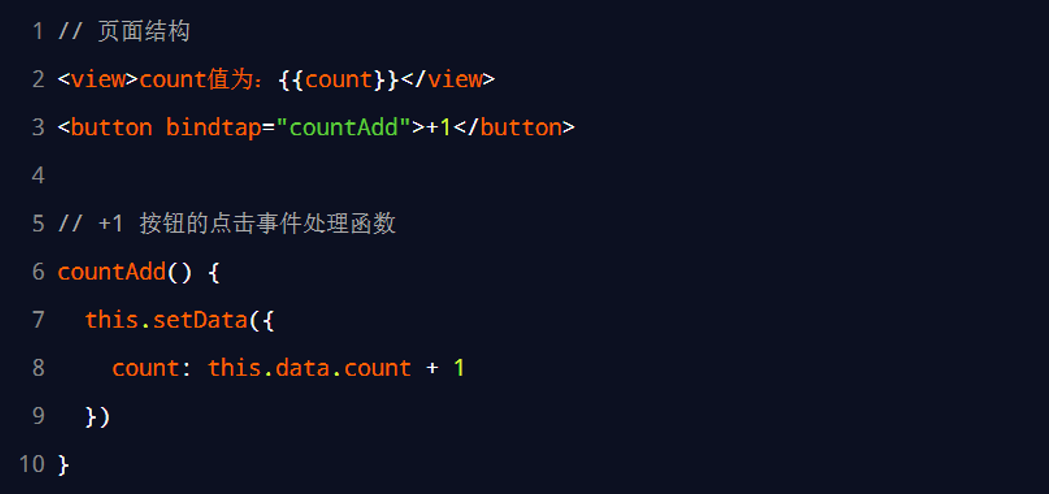 1 // 页面结构
2 <view>count值为：{{count}}</view>
3 <button bindtap="countAdd">+1</button>
4
5 // +1 按钮的点击事件处理函数
6 countAdd() {
7   this.setData({
8     count: this.data.count + 1
9   })
10 }